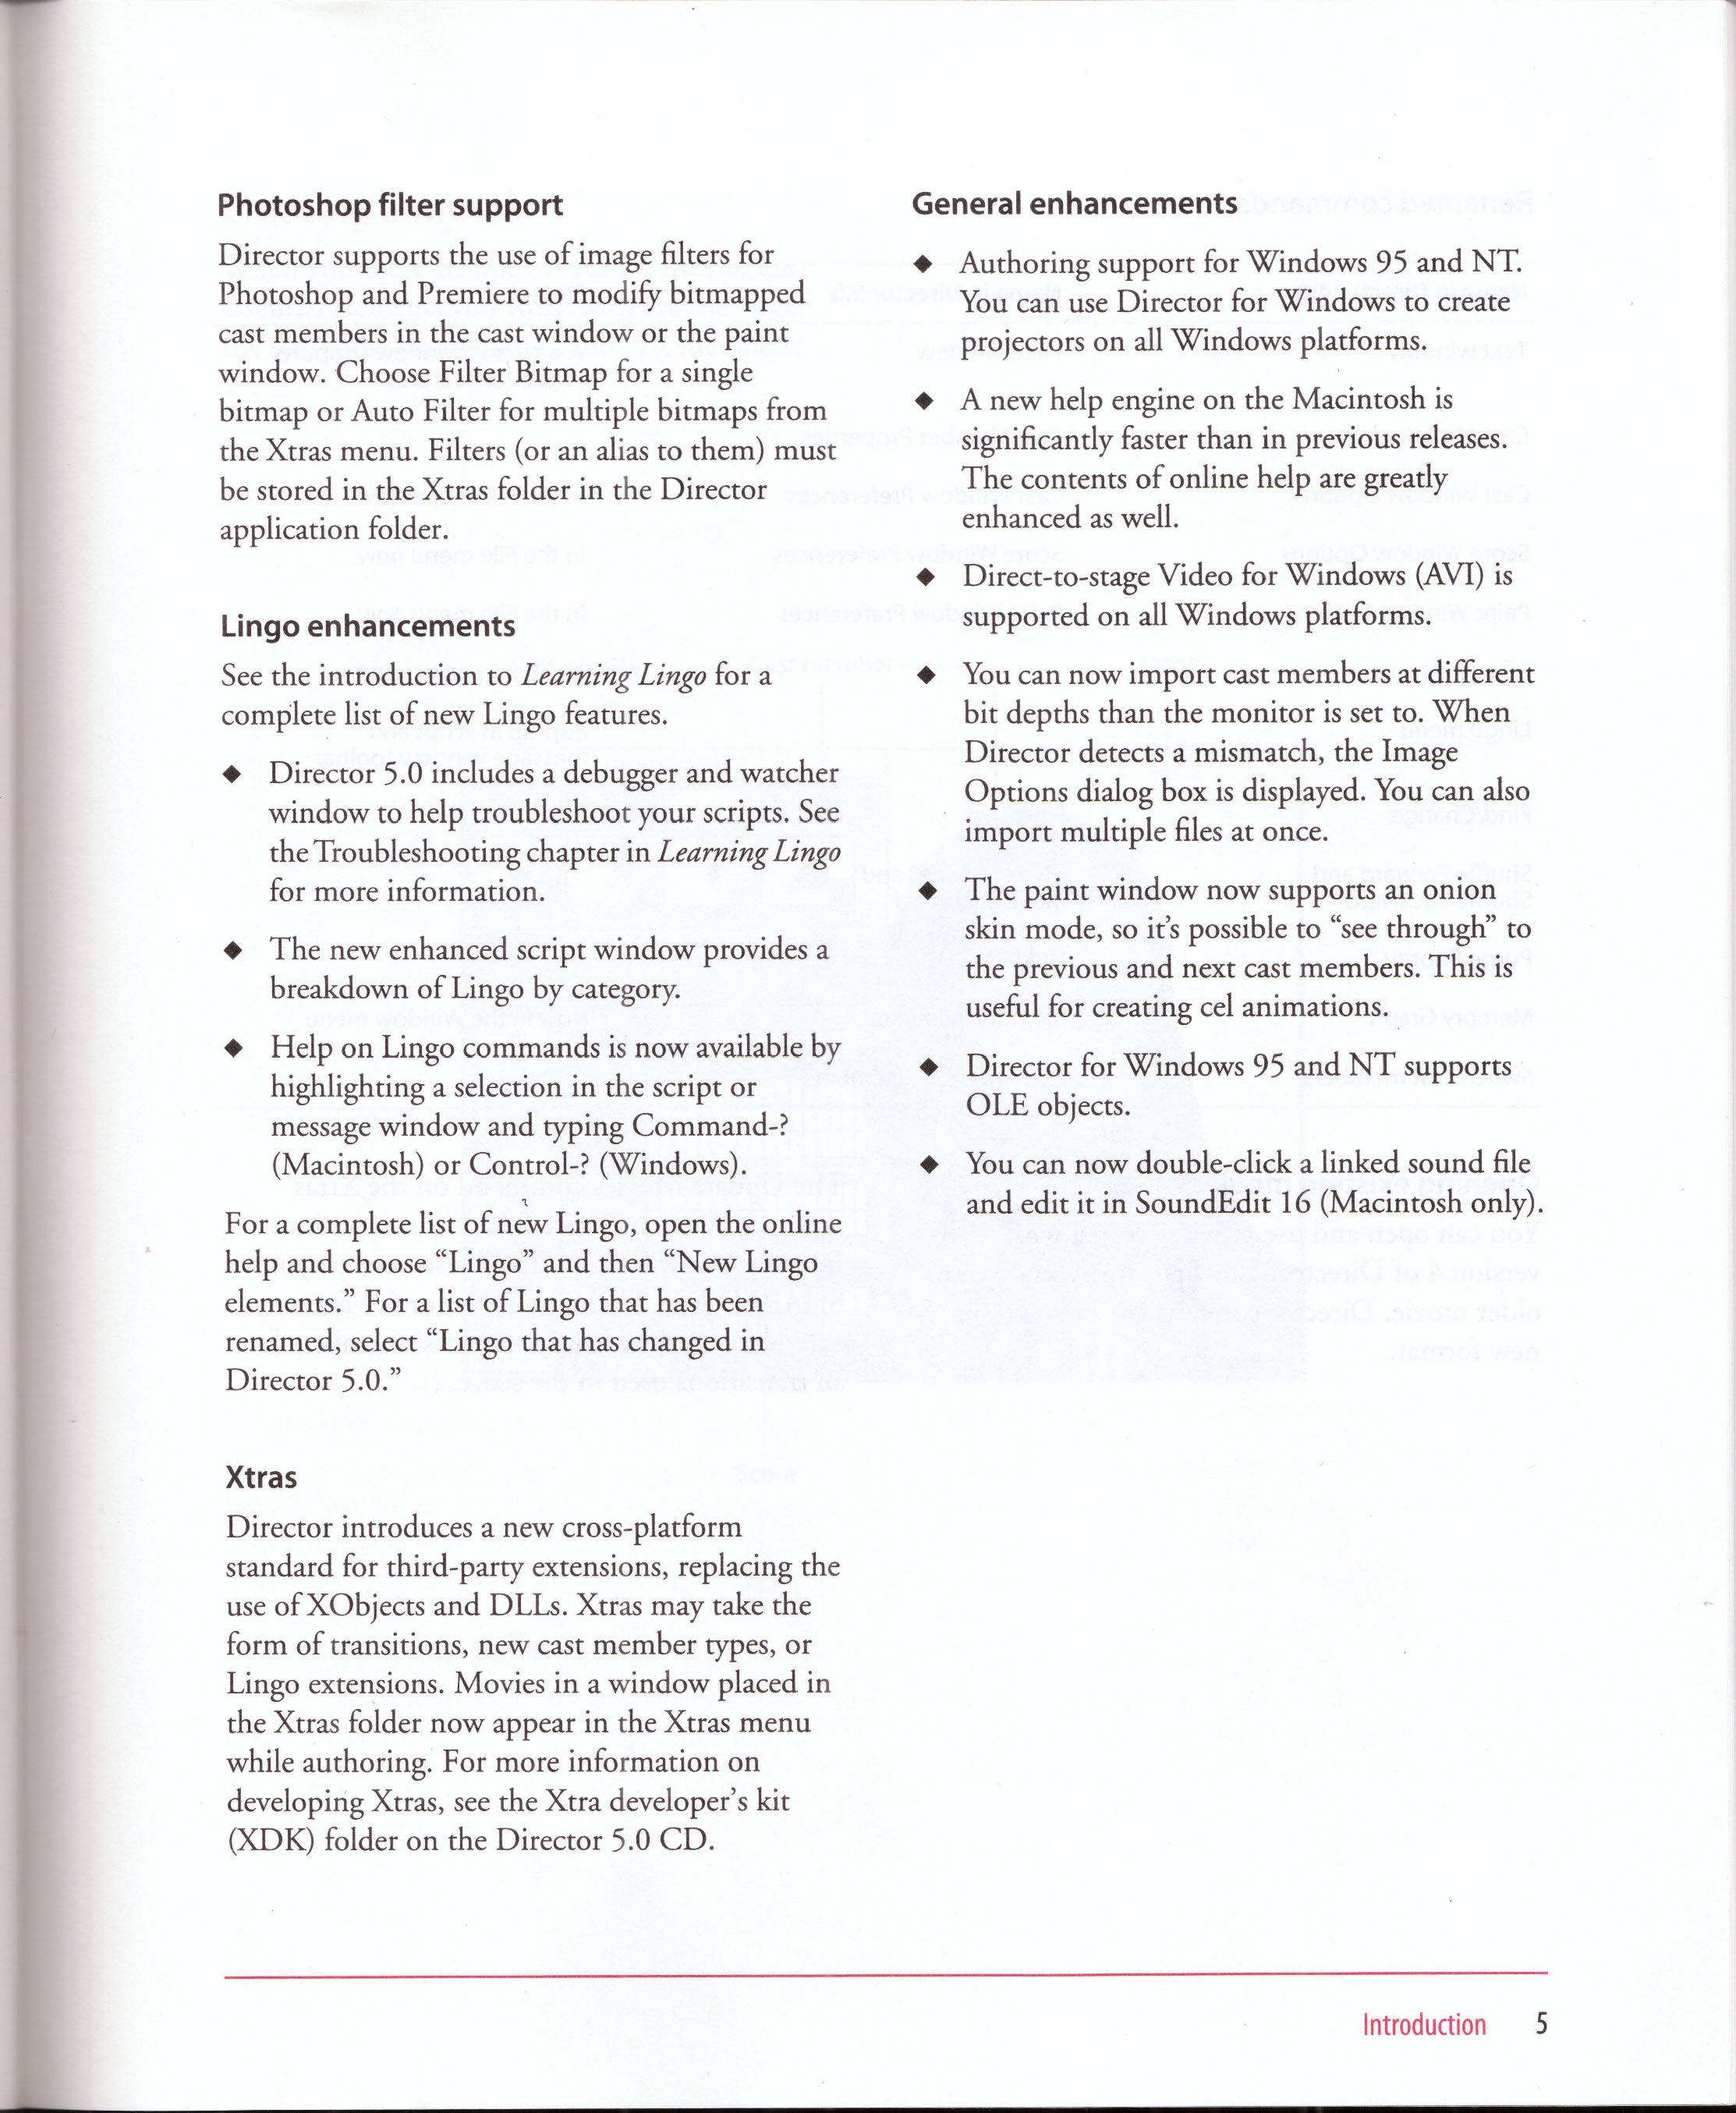 Photoshop filter support
Director supports the use of image filters for
Photoshop and Premiere to modify bitmapped
cast members in the cast window or the paint
window. Choose Filter Bitmap for a single
bitmap or Auto Filter for multiple bitmaps from
the Xtras menu. Filters (or an alias to them) must
be stored in the Xtras folder in the Director
application folder.
Lingo enhancements
See the introduction to Learning Lingo for a
complete list of new Lingo features.
◆ Director 5.0 includes a debugger and watcher
window to help troubleshoot your scripts. See
the Troubleshooting chapter in Learning Lingo
for more information.
◆ The new enhanced script window provides a
breakdown of Lingo by category.
◆ Help on Lingo commands is now available by
highlighting a selection in the script or
message window and typing Command-?
(Macintosh) or Control-? (Windows).
For a complete list of new Lingo, open the online
help and choose “Lingo” and then “New Lingo
elements.” For a list of Lingo that has been
renamed, select “Lingo that has changed in
Director 5.0.”
Xtras
Director introduces a new cross-platform
standard for third-party extensions, replacing the
use of XObjects and DLLs. Xtras may take the
form of transitions, new cast member types, or
Lingo extensions. Movies in a window placed in
the Xtras folder now appear in the Xtras menu
while authoring. For more information on
developing Xtras, see the Xtra developer’s kit
(XDK) folder on the Director 5.0 CD.
General enhancements
◆ Authoring support for Windows 95 and NT.
You can use Director for Windows to create
projectors on all Windows platforms.
◆ A new help engine on the Macintosh is
significantly faster than in previous releases.
The contents of online help are greatly
enhanced as well.
◆ Direct-to-stage Video for Windows (AVI) is
supported on all Windows platforms.
◆ You can now import cast members at different
bit depths than the monitor is set to. When
Director detects a mismatch, the Image
Options dialog box is displayed. You can also
import multiple files at once.
◆ The paint window now supports an onion
skin mode, so it’s possible to “see through” to
the previous and next cast members. This is
useful for creating cel animations.
◆ Director for Windows 95 and NT supports
OLE objects.
◆ You can now double-click a linked sound file
and edit it in SoundEdit 16 (Macintosh only).
Introduction 5